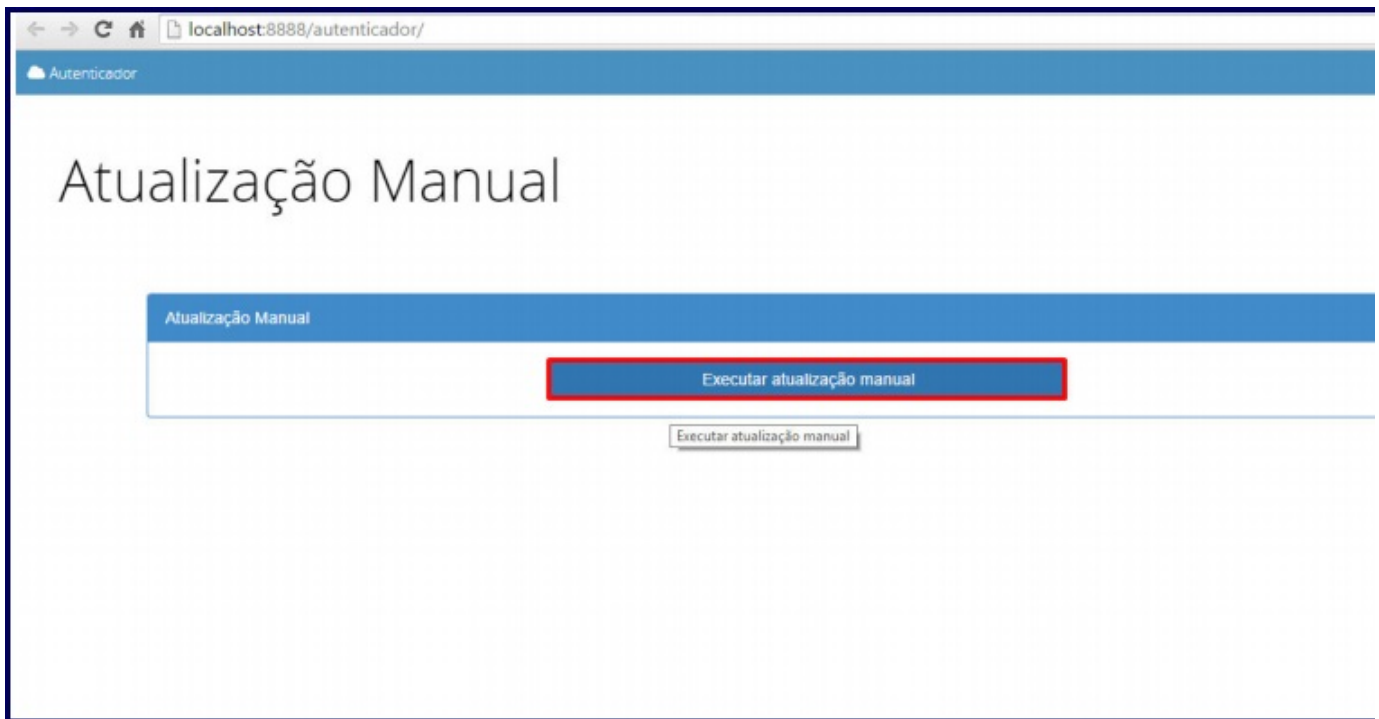 localhost:8888/autenticador/
Autenticador
Atualização Manual
Atualização Manual
Executar atualização manual
Executar atualização manual